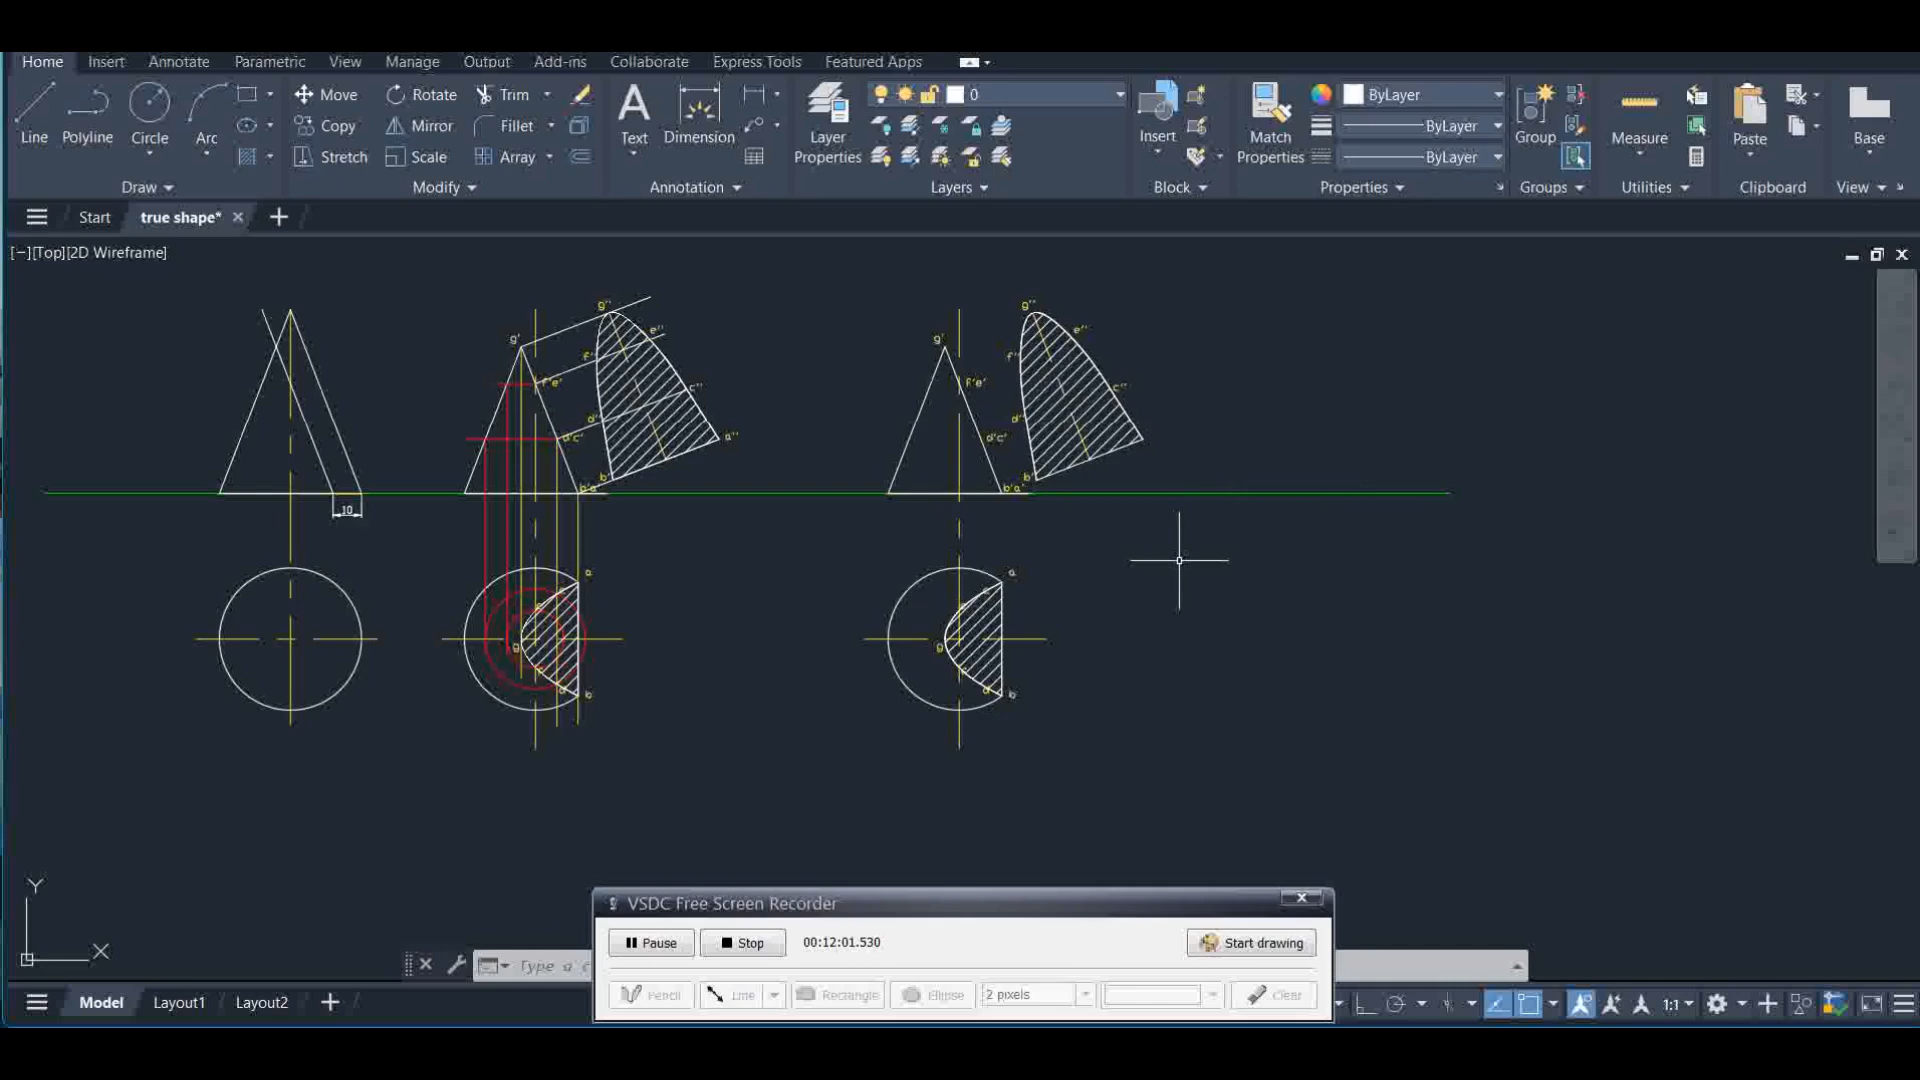 Home Insert Annotate Parametric View Manage Output Add-ins Collaborate Express Tools Featured Apps
Move Rotate Trim 0 ByLayer
Line Polyline Circle Arc Copy Mirror Fillet Text Dimension Layer Properties Insert Match Properties ByLayer Group Measure Paste Base
Stretch Scale Array ByLayer
Draw Modify Annotation Layers Block Properties Groups Utilities Clipboard View
Start true shape*
[−][Top][2D Wireframe]
g'' g''
g' e'' g' e''
f'' f''
f'e' f'e'
c'' c''
d'' d''
d'c' a'' d'c'
b'' b''
b'a' b'a'
10
a a
g g
b b
Y
X
VSDC Free Screen Recorder
Pause Stop 00:12:01.530 Start drawing
Type a c
Pencil Line Rectangle Ellipse 2 pixels Clear
Model Layout1 Layout2 1:1